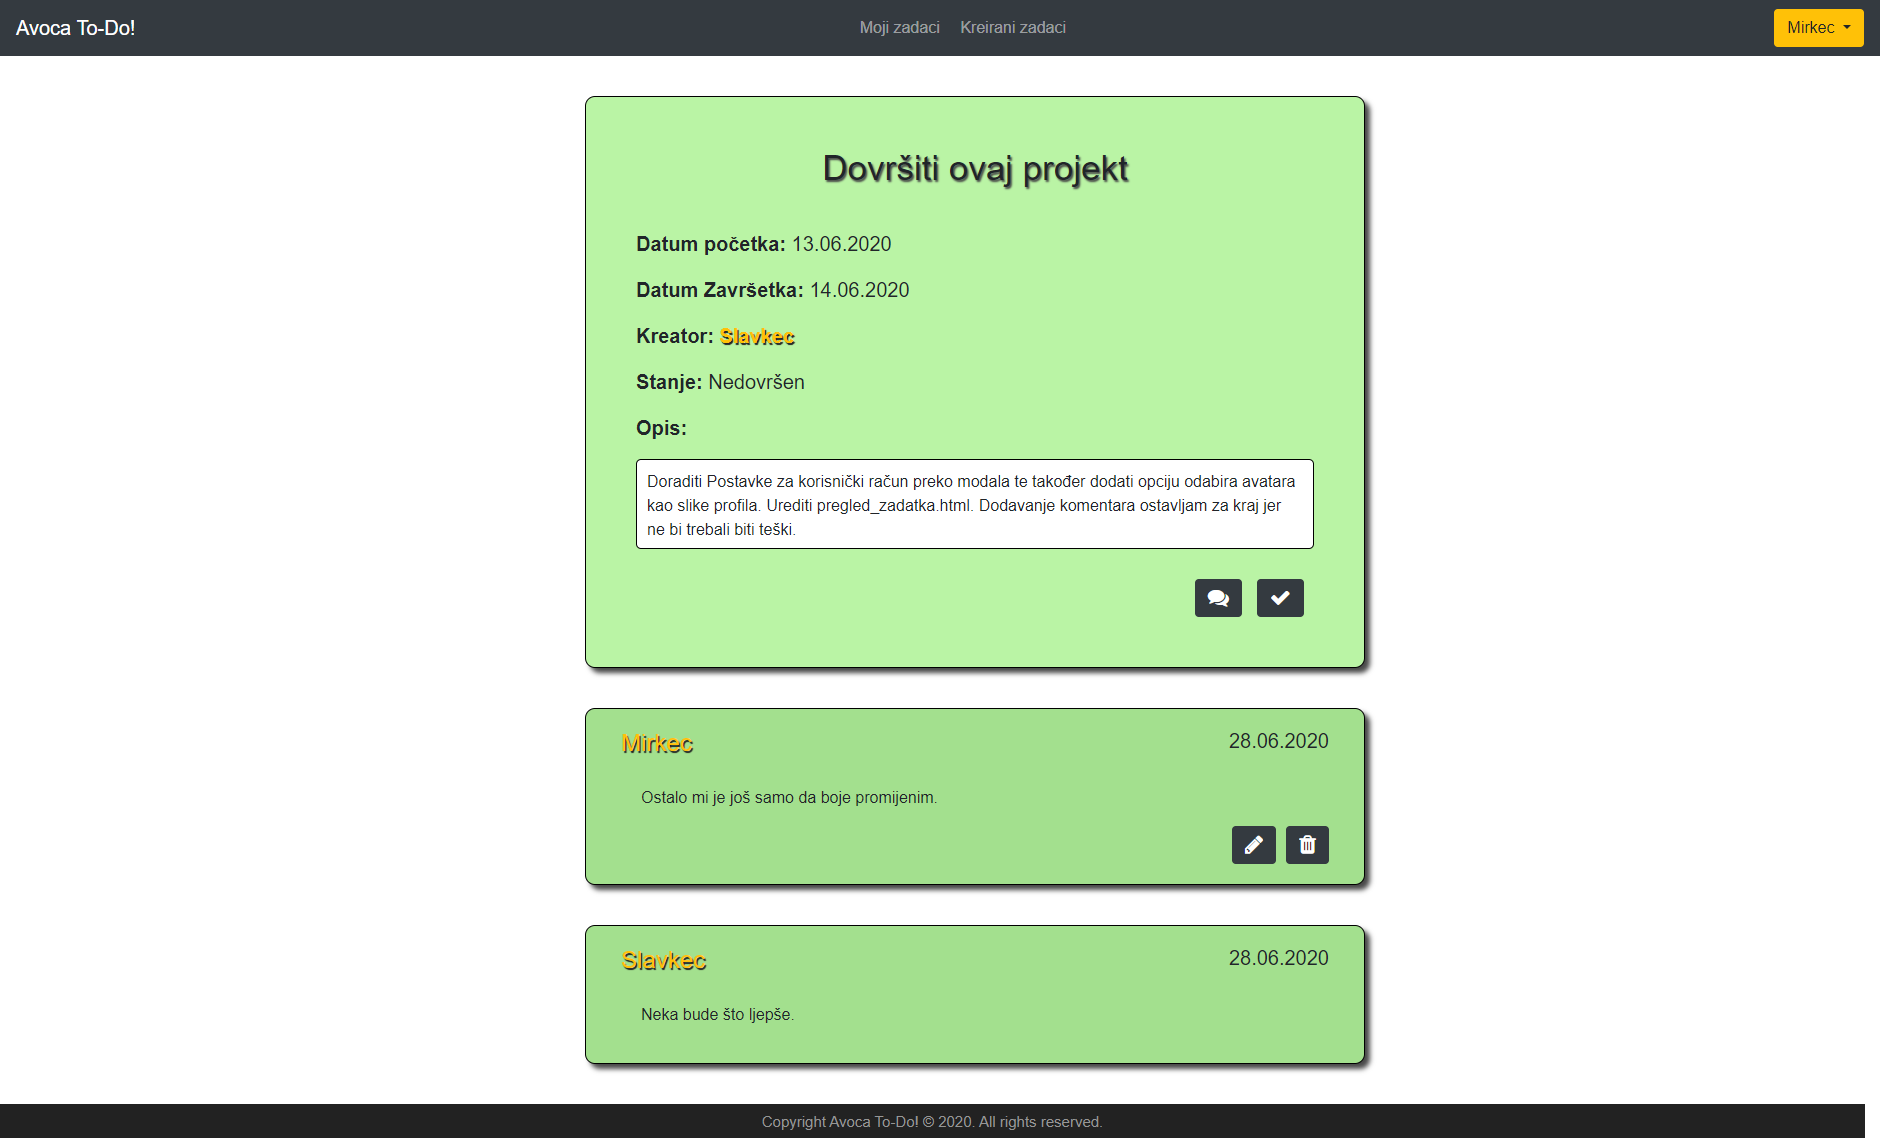 Avoca To-Do!
Moji zadaci
Kreirani zadaci
Mirkec
Dovršiti ovaj projekt
Datum početka: 13.06.2020
Datum Završetka: 14.06.2020
Kreator: Slavkec
Stanje: Nedovršen
Opis:
Doraditi Postavke za korisnički račun preko modala te također dodati opciju odabira avatara
kao slike profila. Urediti pregled_zadatka.html. Dodavanje komentara ostavljam za kraj jer
ne bi trebali biti teški.
Mirkec
28.06.2020
Ostalo mi je još samo da boje promijenim.
Slavkec
28.06.2020
Neka bude što ljepše.
Copyright Avoca To-Do! © 2020. All rights reserved.